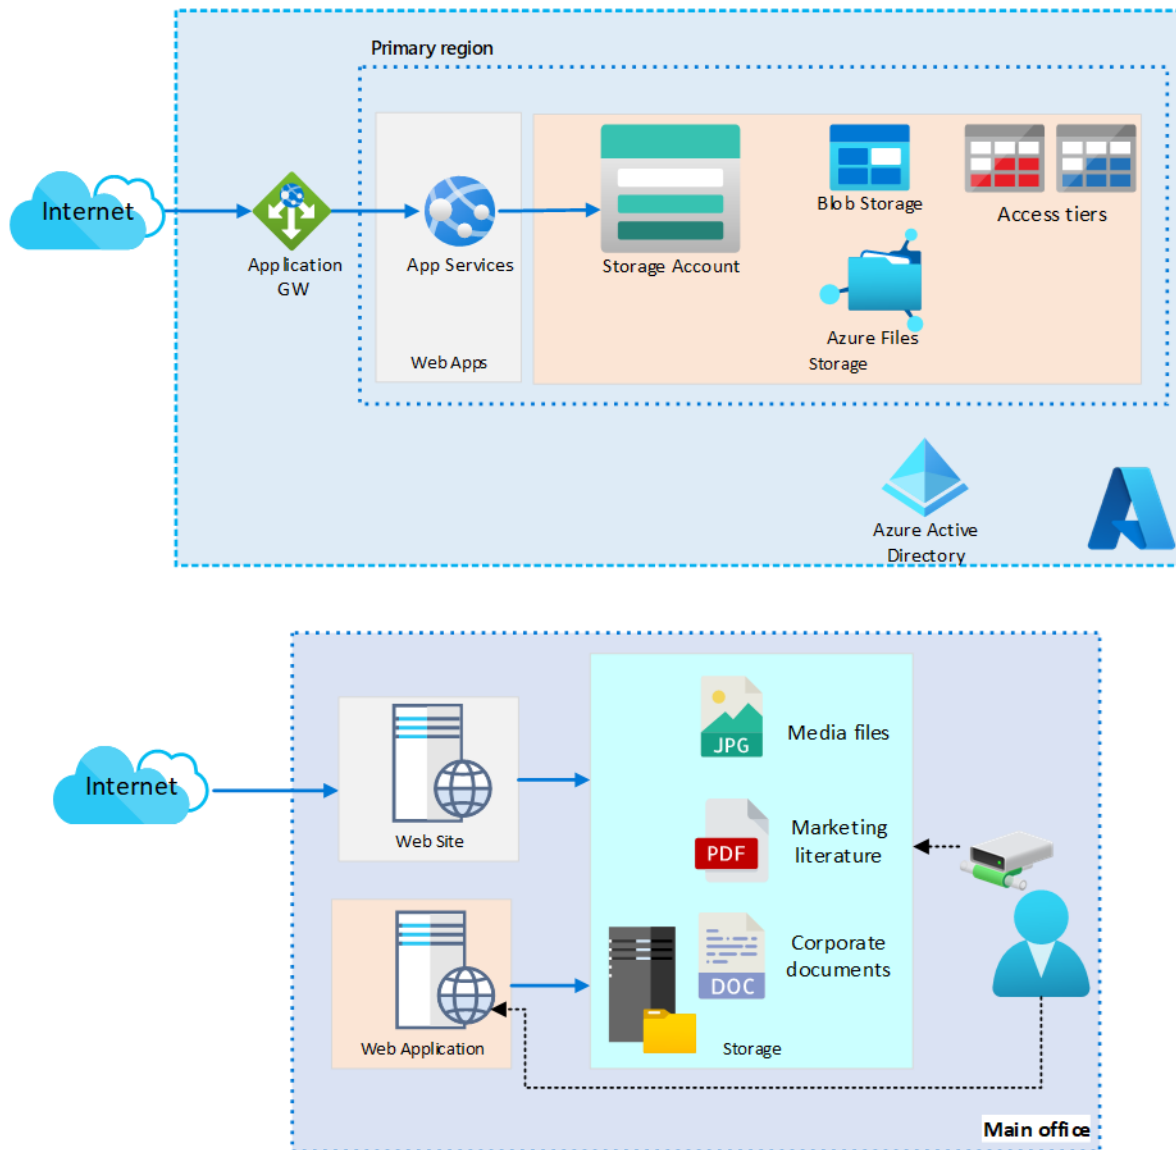 Primary region
Internet
Application
GW
App Services
Web Apps
Storage Account
Blob Storage
Access tiers
Azure Files
Storage
Azure Active
Directory
Internet
Web Site
Web Application
JPG
Media files
PDF
Marketing
literature
DOC
Corporate
documents
Storage
Main office